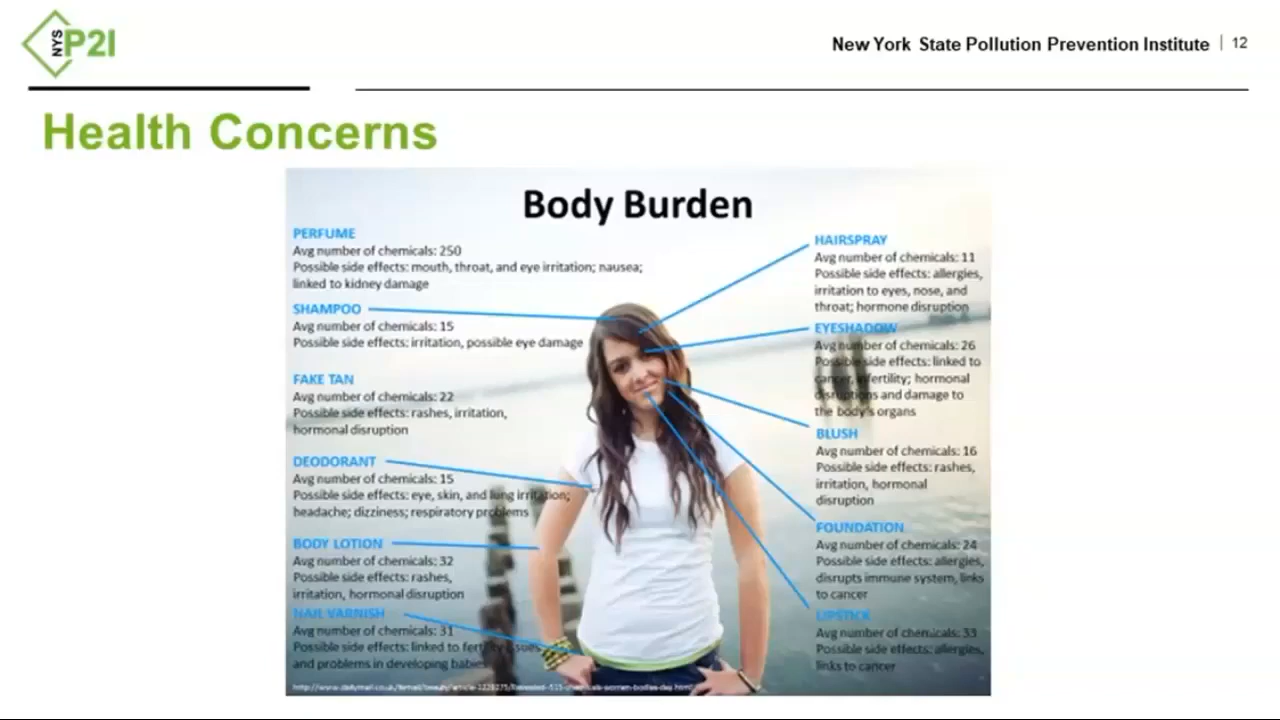 NYS P2I
New York State Pollution Prevention Institute | 12
Health Concerns
Body Burden
PERFUME
Avg number of chemicals: 250
Possible side effects: mouth, throat, and eye irritation; nausea;
linked to kidney damage
SHAMPOO
Avg number of chemicals: 15
Possible side effects: irritation, possible eye damage
FAKE TAN
Avg number of chemicals: 22
Possible side effects: rashes, irritation,
hormonal disruption
DEODORANT
Avg number of chemicals: 15
Possible side effects: eye, skin, and lung irritation;
headache; dizziness; respiratory problems
BODY LOTION
Avg number of chemicals: 32
Possible side effects: rashes,
irritation, hormonal disruption
NAIL VARNISH
Avg number of chemicals: 31
Possible side effects: linked to fertility issues
and problems in developing babies
HAIRSPRAY
Avg number of chemicals: 11
Possible side effects: allergies,
irritation to eyes, nose, and
throat; hormone disruption
EYESHADOW
Avg number of chemicals: 26
Possible side effects: linked to
cancer, infertility; hormonal
disruptions and damage to
the body's organs
BLUSH
Avg number of chemicals: 16
Possible side effects: rashes,
irritation, hormonal
disruption
FOUNDATION
Avg number of chemicals: 24
Possible side effects: allergies,
disrupts immune system, links
to cancer
LIPSTICK
Avg number of chemicals: 33
Possible side effects: allergies,
links to cancer